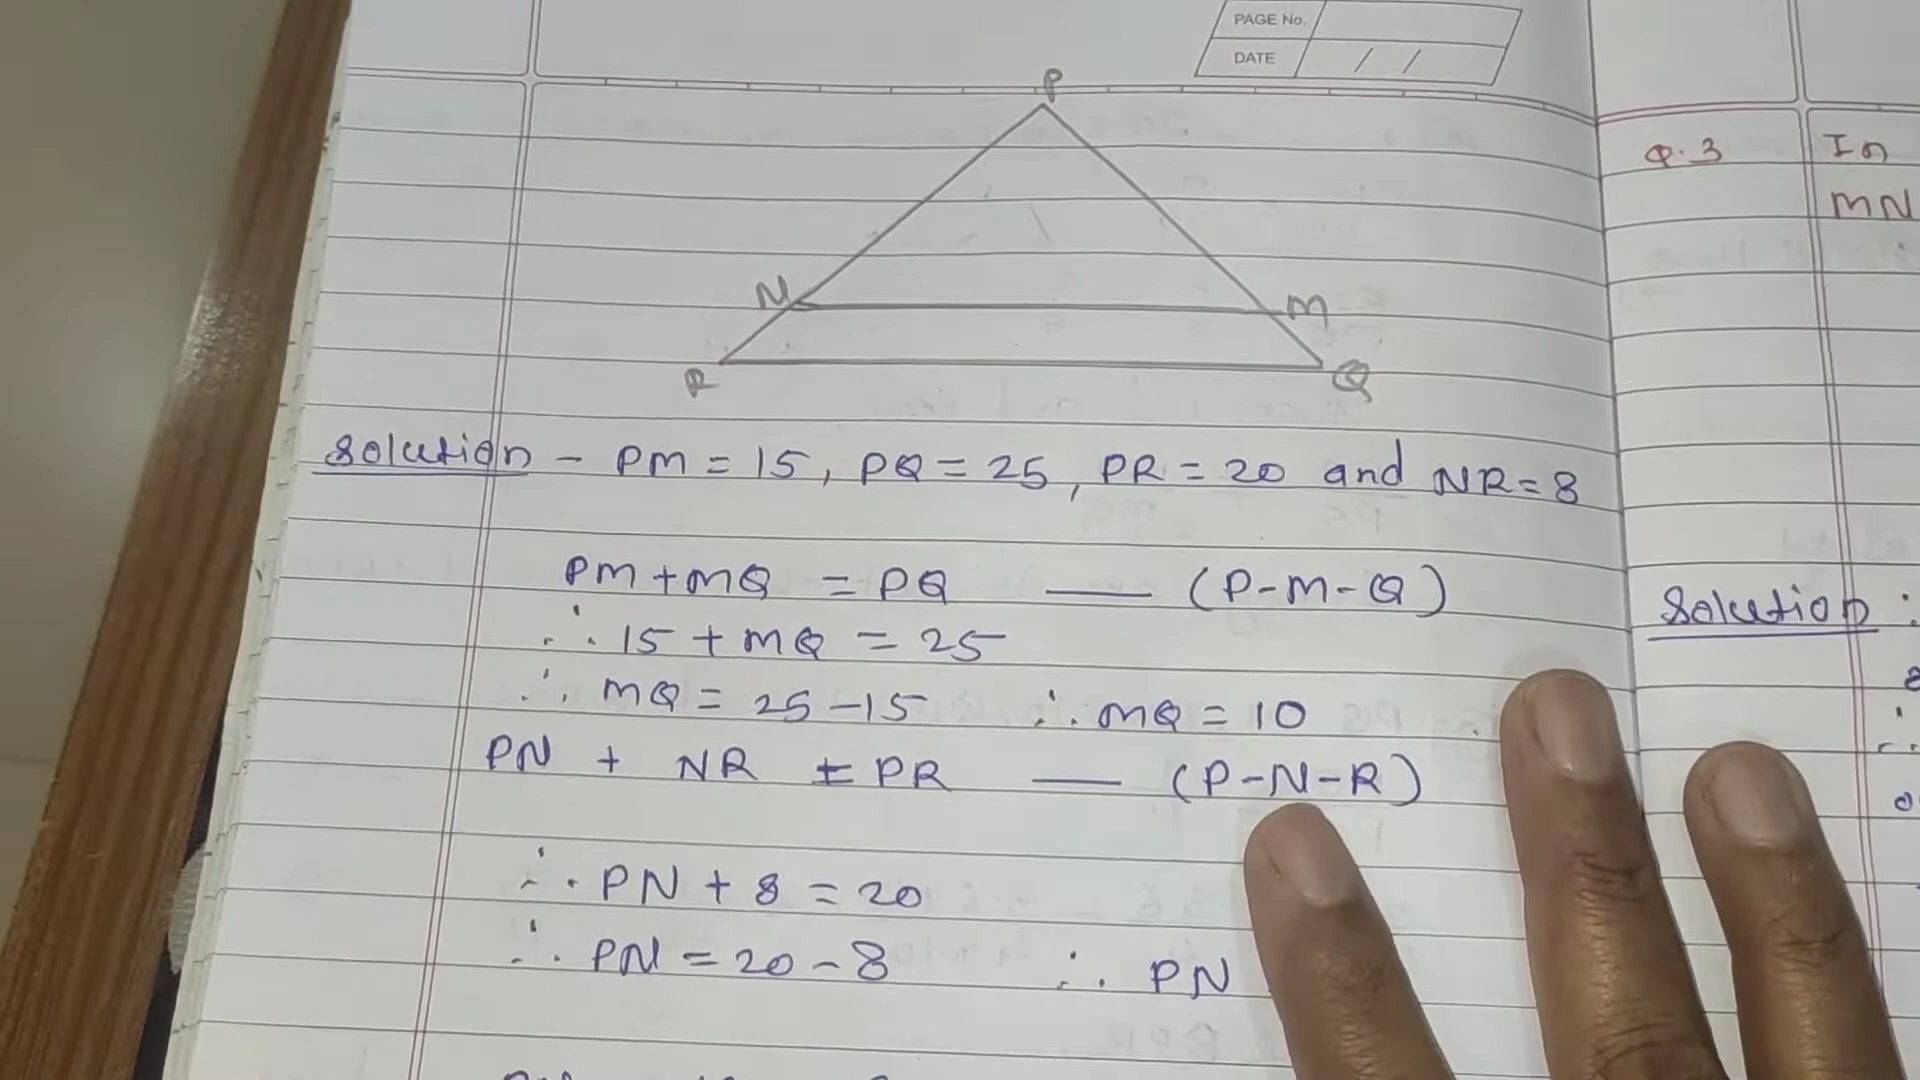 PAGE No.
DATE / /
P
N M
R Q
Solution - PM = 15, PQ = 25, PR = 20 and NR = 8
PM + MQ = PQ — (P-M-Q)
∴ 15 + MQ = 25
∴ MQ = 25 - 15 ∴ MQ = 10
PN + NR = PR — (P-N-R)
∴ PN + 8 = 20
∴ PN = 20 - 8 ∴ PN
Q.3 In
MN
Solution :